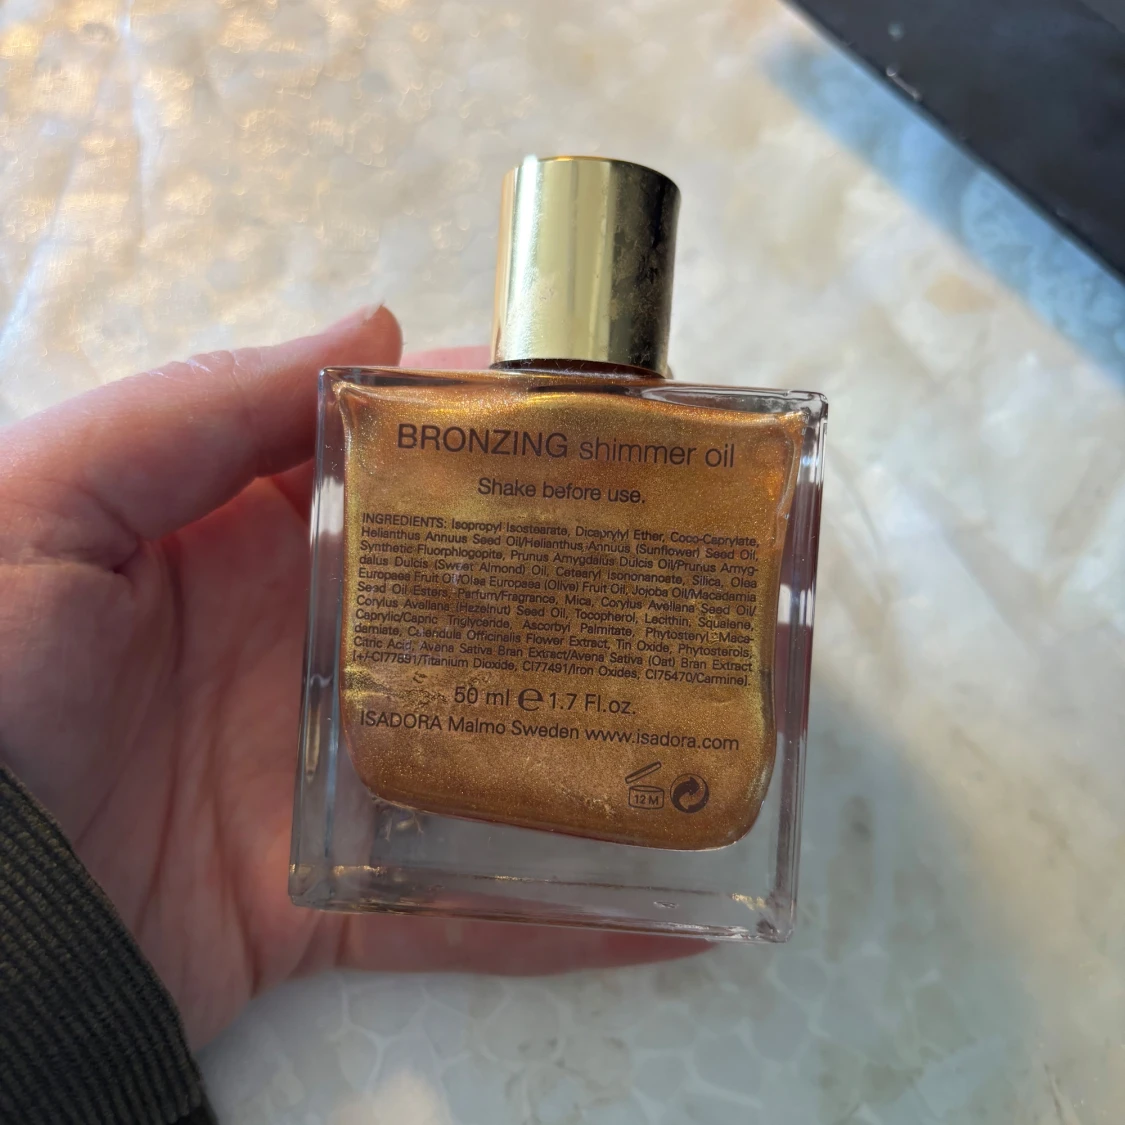 BRONZING shimmer oil
Shake before use.
INGREDIENTS: Isopropyl Isostearate, Dicaprylyl Ether, Coco-Caprylate,
Helianthus Annuus Seed Oil/Helianthus Annuus (Sunflower) Seed Oil,
Synthetic Fluorphlogopite, Prunus Amygdalus Dulcis Oil/Prunus Amyg-
dalus Dulcis (Sweet Almond) Oil, Cetearyl Isononanoate, Silica, Olea
Europaea Fruit Oil/Olea Europaea (Olive) Fruit Oil, Jojoba Oil/Macadamia
Seed Oil Esters, Parfum/Fragrance, Mica, Corylus Avellana Seed Oil/
Corylus Avellana (Hazelnut) Seed Oil, Tocopherol, Lecithin, Squalene,
Caprylic/Capric Triglyceride, Ascorbyl Palmitate, Phytosteryl Maca-
damiate, Calendula Officinalis Flower Extract, Tin Oxide, Phytosterols,
Citric Acid, Avena Sativa Bran Extract/Avena Sativa (Oat) Bran Extract
[+/-CI77891/Titanium Dioxide, CI77491/Iron Oxides, CI75470/Carmine].
50 ml ℮ 1.7 Fl.oz.
ISADORA Malmo Sweden www.isadora.com
12 M